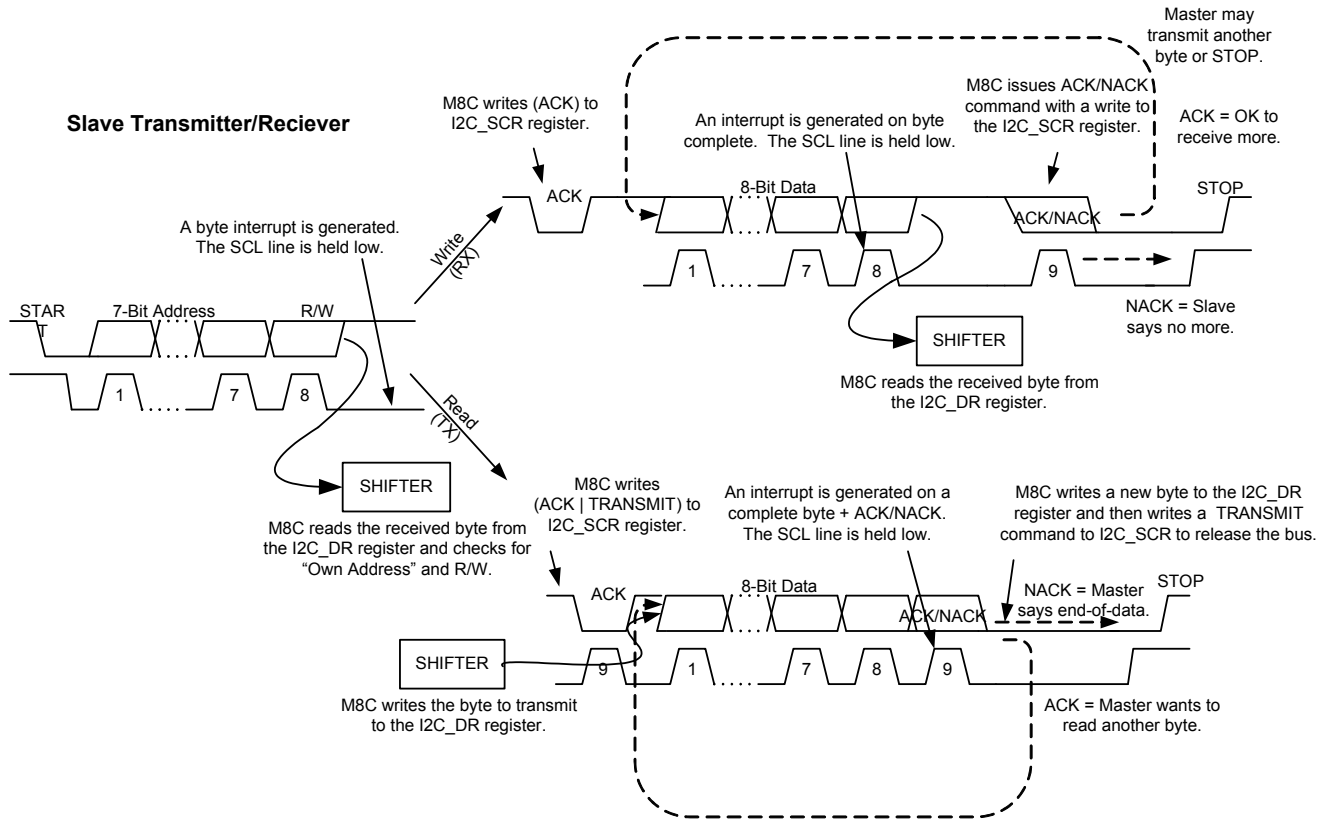 Master may
transmit another
byte or STOP.
M8C writes (ACK) to
I2C_SCR register.
M8C issues ACK/NACK
command with a write to
the I2C_SCR register.
Slave Transmitter/Reciever
An interrupt is generated on byte
complete. The SCL line is held low.
ACK = OK to
receive more.
ACK
8-Bit Data
STOP
ACK/NACK
A byte interrupt is generated.
The SCL line is held low.
Write
(RX)
1
7
8
9
NACK = Slave
says no more.
STAR
T
7-Bit Address
R/W
SHIFTER
M8C reads the received byte from
the I2C_DR register.
1
7
8
Read
(TX)
SHIFTER
M8C reads the received byte from
the I2C_DR register and checks for
“Own Address” and R/W.
M8C writes
(ACK | TRANSMIT) to
I2C_SCR register.
An interrupt is generated on a
complete byte + ACK/NACK.
The SCL line is held low.
M8C writes a new byte to the I2C_DR
register and then writes a TRANSMIT
command to I2C_SCR to release the bus.
ACK
8-Bit Data
ACK/NACK
NACK = Master
says end-of-data.
STOP
SHIFTER
9
1
7
8
9
M8C writes the byte to transmit
to the I2C_DR register.
ACK = Master wants to
read another byte.